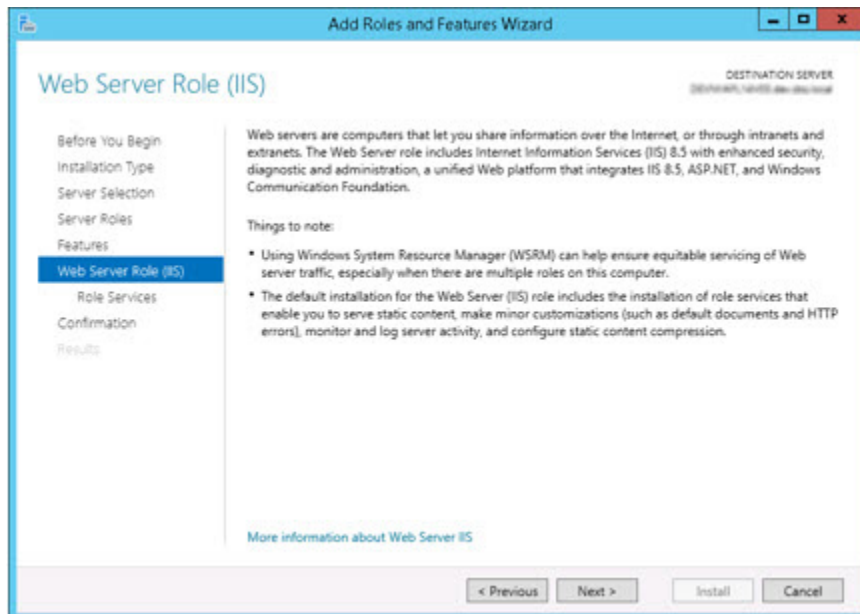 Add Roles and Features Wizard
Web Server Role (IIS)
DESTINATION SERVER
Before You Begin
Installation Type
Server Selection
Server Roles
Features
Web Server Role (IIS)
Role Services
Confirmation
Results
Web servers are computers that let you share information over the Internet, or through intranets and
extranets. The Web Server role includes Internet Information Services (IIS) 8.5 with enhanced security,
diagnostic and administration, a unified Web platform that integrates IIS 8.5, ASP.NET, and Windows
Communication Foundation.
Things to note:
• Using Windows System Resource Manager (WSRM) can help ensure equitable servicing of Web
server traffic, especially when there are multiple roles on this computer.
• The default installation for the Web Server (IIS) role includes the installation of role services that
enable you to serve static content, make minor customizations (such as default documents and HTTP
errors), monitor and log server activity, and configure static content compression.
More information about Web Server IIS
< Previous
Next >
Install
Cancel